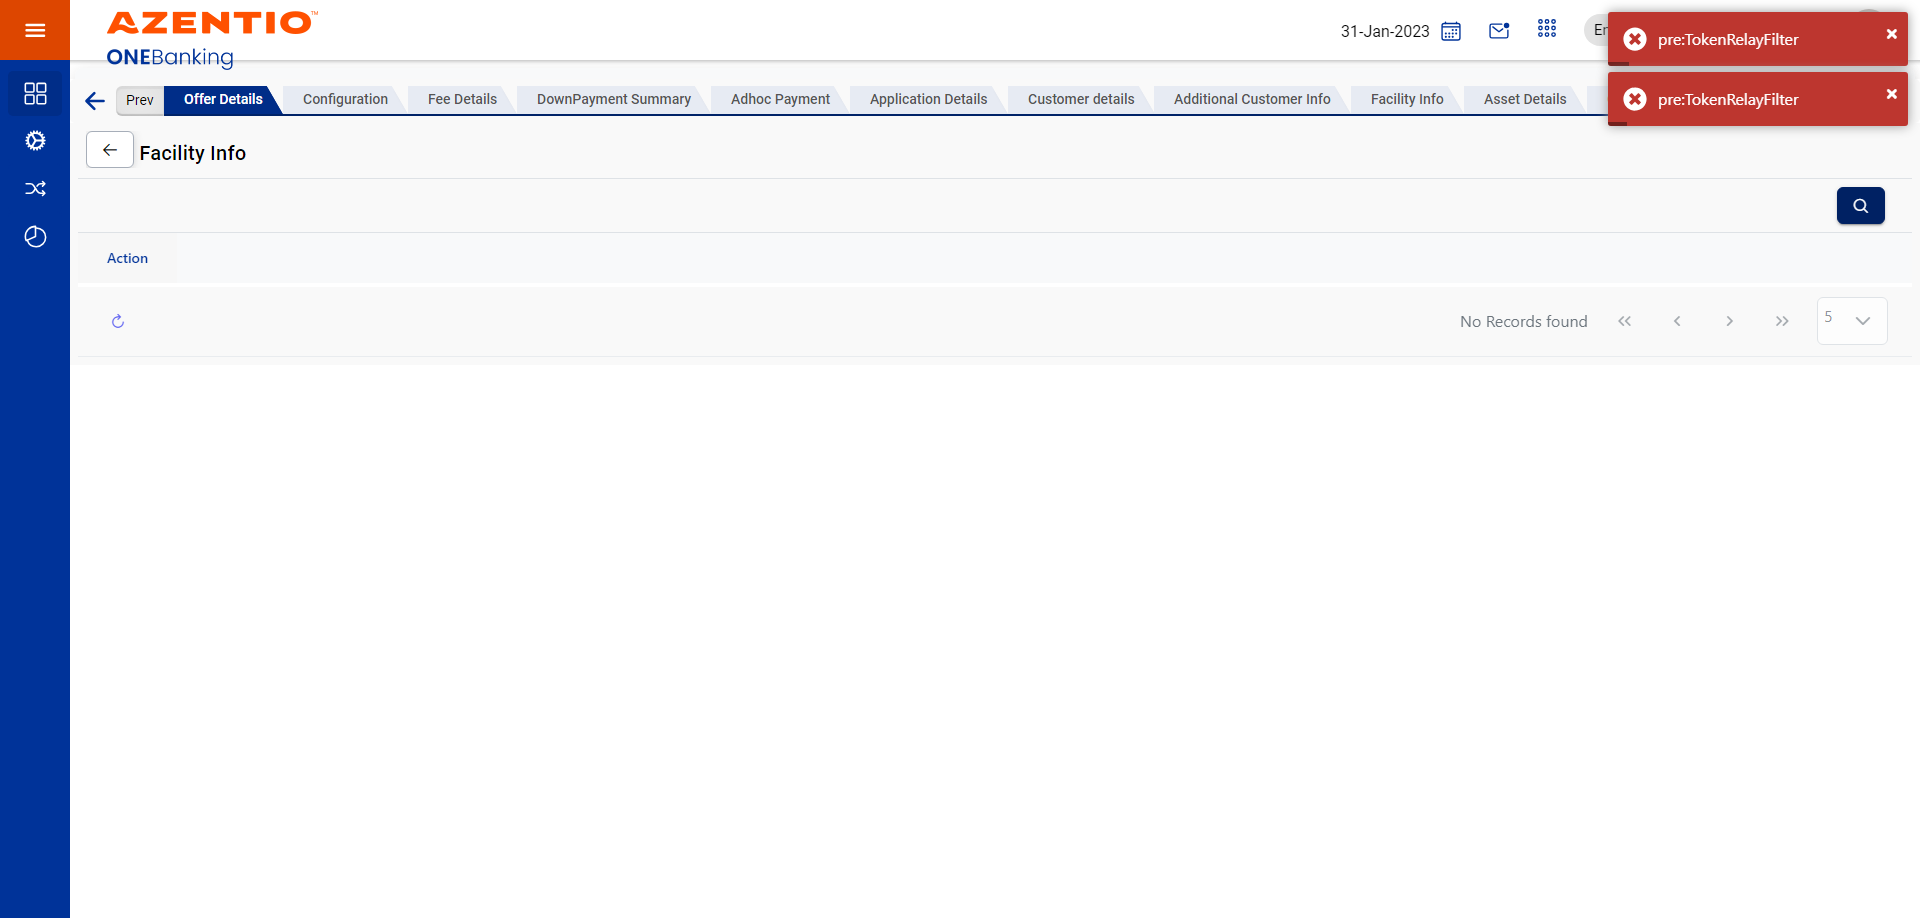 AZENTIO™
ONEBanking
31-Jan-2023
pre:TokenRelayFilter
pre:TokenRelayFilter
Prev
Offer Details
Configuration
Fee Details
DownPayment Summary
Adhoc Payment
Application Details
Customer details
Additional Customer Info
Facility Info
Asset Details
Facility Info
Action
No Records found
5